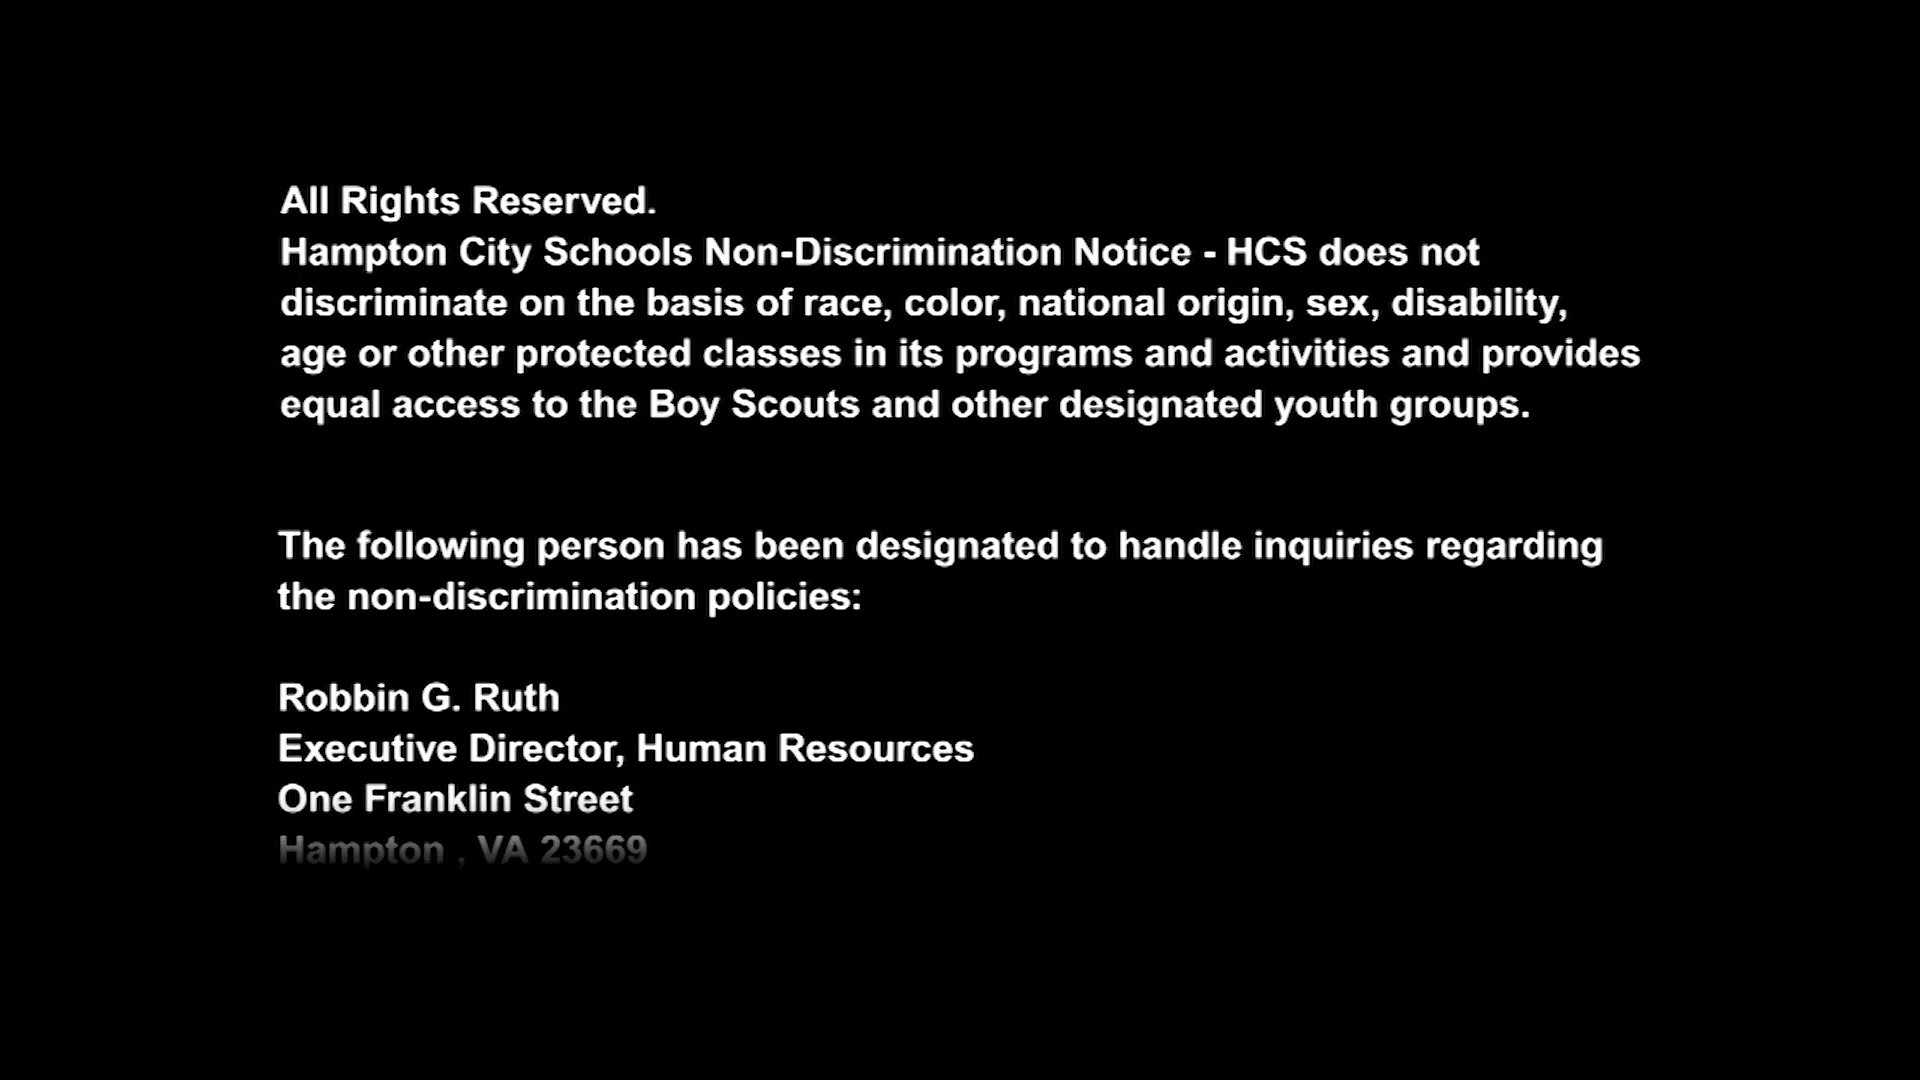 All Rights Reserved.
Hampton City Schools Non-Discrimination Notice - HCS does not
discriminate on the basis of race, color, national origin, sex, disability,
age or other protected classes in its programs and activities and provides
equal access to the Boy Scouts and other designated youth groups.
The following person has been designated to handle inquiries regarding
the non-discrimination policies:
Robbin G. Ruth
Executive Director, Human Resources
One Franklin Street
Hampton , VA 23669